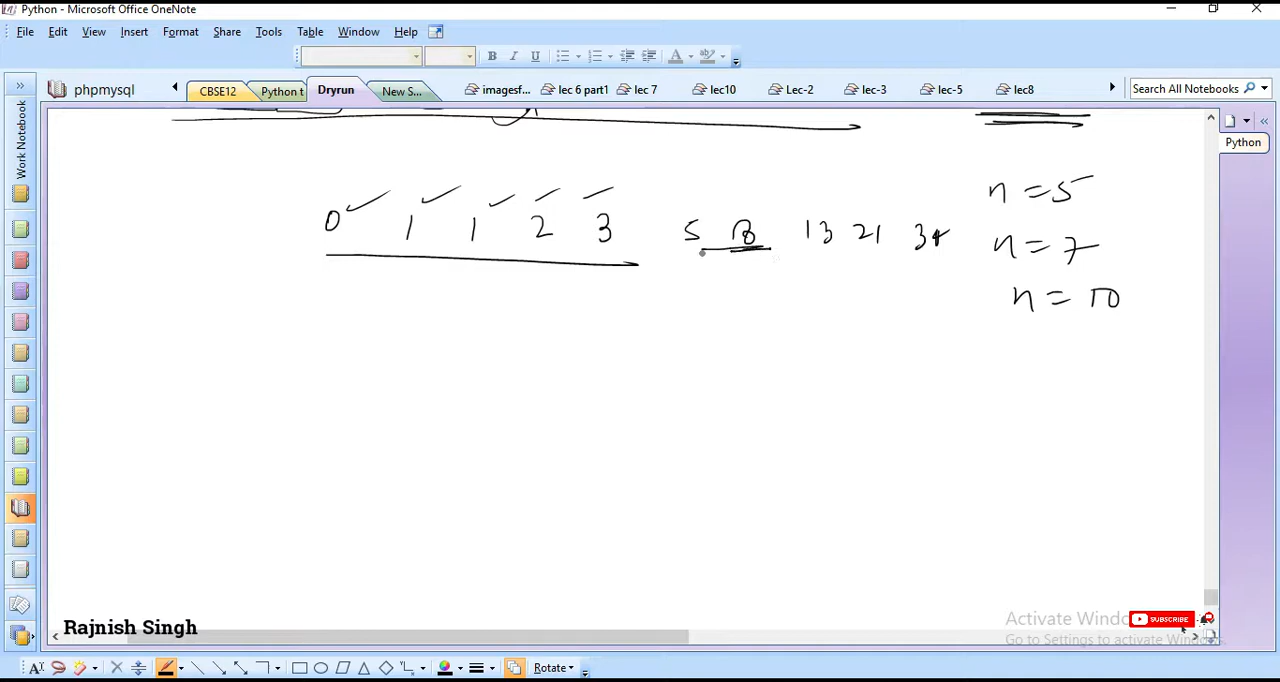 Python - Microsoft Office OneNote
File Edit View Insert Format Share Tools Table Window Help
phpmysql CBSE12 Python t Dryrun New S... imagesf... lec 6 part1 lec 7 lec10 Lec-2 lec-3 lec-5 lec8 Search All Notebooks
Work Notebook
Python
n = 5
0 1 1 2 3 5 8 13 21 34
n = 7
n = 10
Activate Windo
SUBSCRIBE
Go to Settings to activate Windows.
Rajnish Singh
Rotate